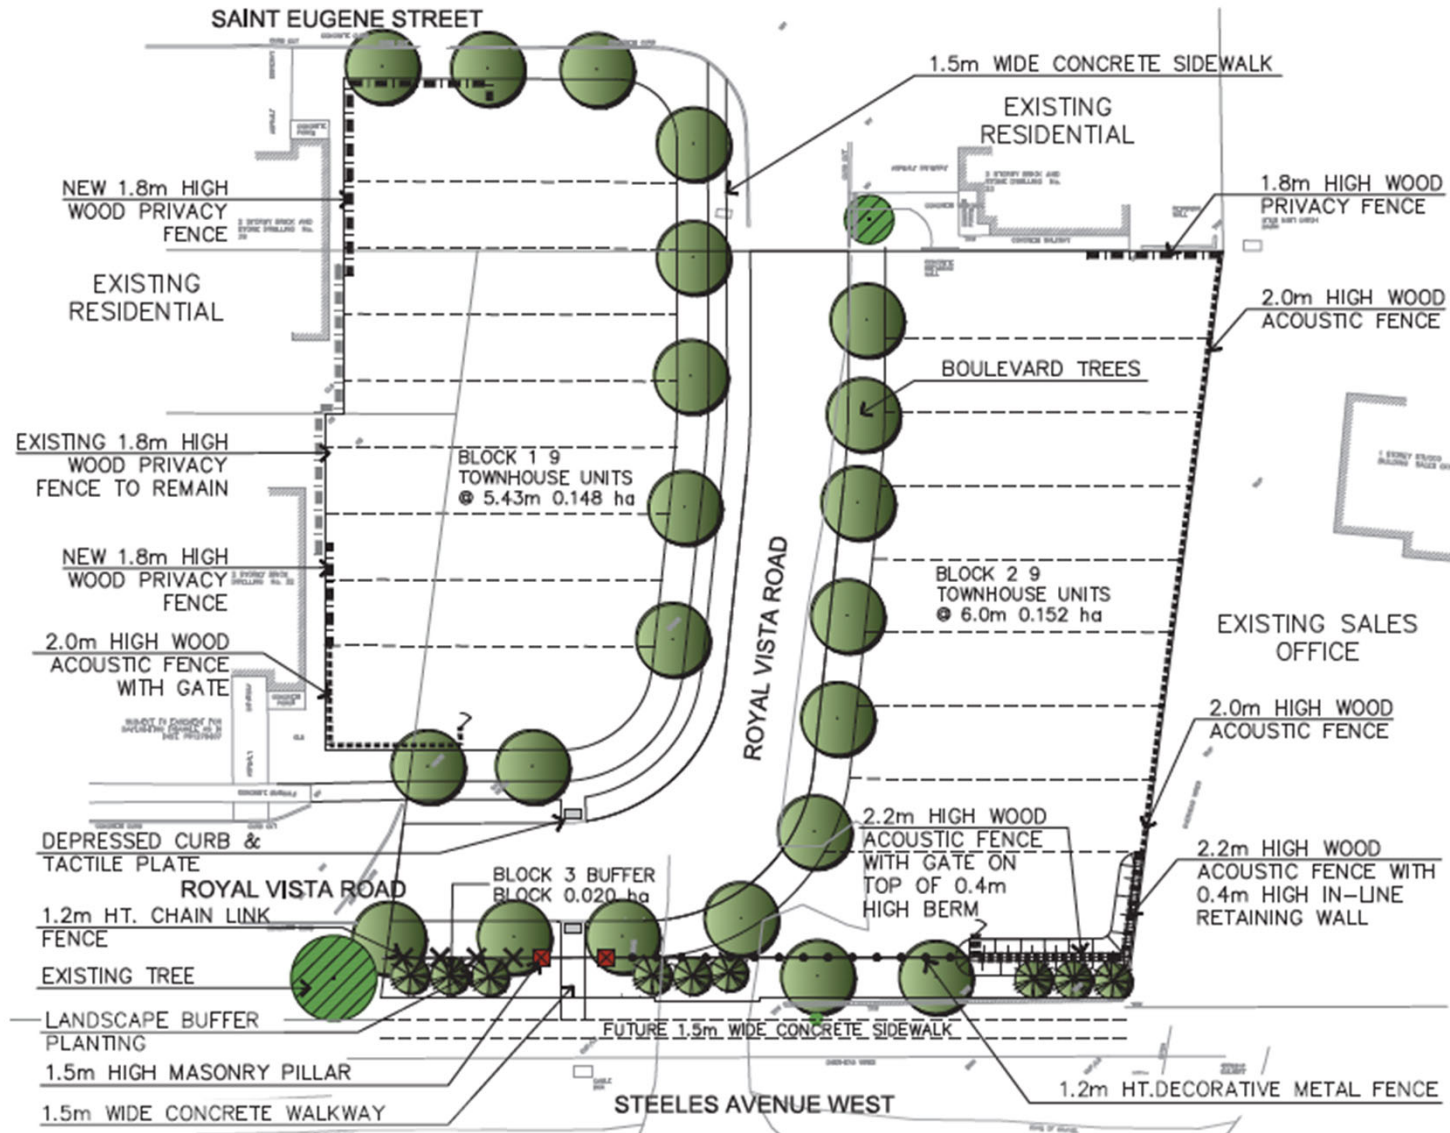 SAINT EUGENE STREET
1.5m WIDE CONCRETE SIDEWALK
EXISTING
RESIDENTIAL
1.8m HIGH WOOD
PRIVACY FENCE
NEW 1.8m HIGH
WOOD PRIVACY
FENCE
EXISTING
RESIDENTIAL
2.0m HIGH WOOD
ACOUSTIC FENCE
BOULEVARD TREES
EXISTING 1.8m HIGH
WOOD PRIVACY
FENCE TO REMAIN
BLOCK 1 9
TOWNHOUSE UNITS
@ 5.43m 0.148 ha
NEW 1.8m HIGH
WOOD PRIVACY
FENCE
ROYAL VISTA ROAD
BLOCK 2 9
TOWNHOUSE UNITS
@ 6.0m 0.152 ha
EXISTING SALES
OFFICE
2.0m HIGH WOOD
ACOUSTIC FENCE
WITH GATE
2.0m HIGH WOOD
ACOUSTIC FENCE
DEPRESSED CURB &
TACTILE PLATE
2.2m HIGH WOOD
ACOUSTIC FENCE
WITH GATE ON
TOP OF 0.4m
HIGH BERM
2.2m HIGH WOOD
ACOUSTIC FENCE WITH
0.4m HIGH IN-LINE
RETAINING WALL
BLOCK 3 BUFFER
BLOCK 0.020 ha
ROYAL VISTA ROAD
1.2m HT. CHAIN LINK
FENCE
EXISTING TREE
LANDSCAPE BUFFER
PLANTING
FUTURE 1.5m WIDE CONCRETE SIDEWALK
1.5m HIGH MASONRY PILLAR
1.2m HT.DECORATIVE METAL FENCE
1.5m WIDE CONCRETE WALKWAY
STEELES AVENUE WEST